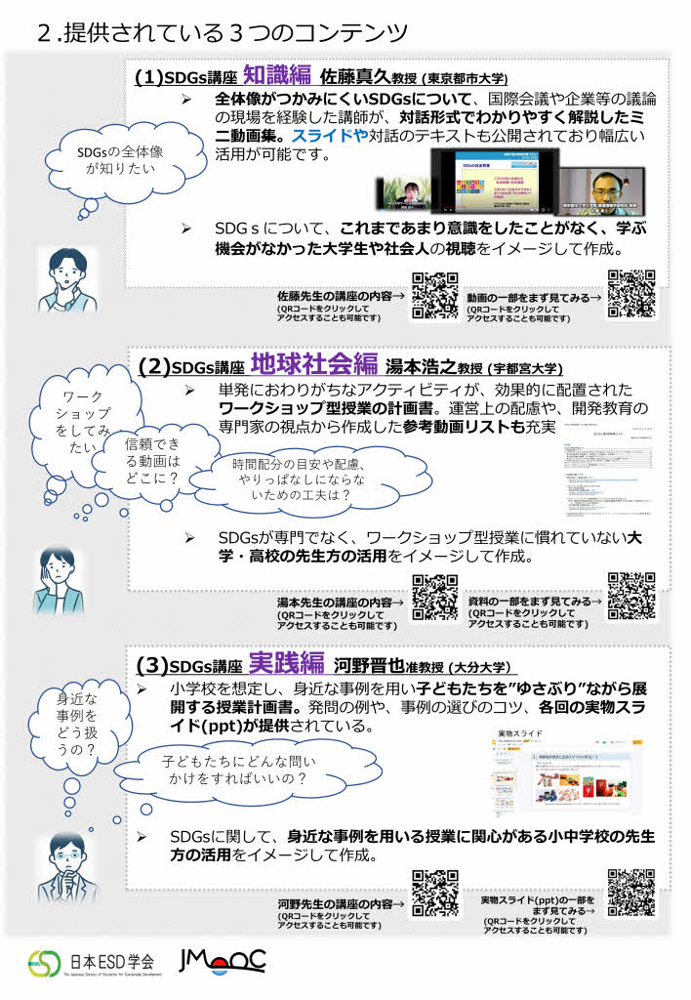 ２.提供されている３つのコンテンツ
(1)SDGs講座 知識編 佐藤真久教授 (東京都市大学)
➢ 全体像がつかみにくいSDGsについて、国際会議や企業等の議論
の現場を経験した講師が、対話形式でわかりやすく解説したミ
ニ動画集。スライドや対話のテキストも公開されており幅広い
活用が可能です。
SDGsの全体像
が知りたい
➢ SDGｓについて、これまであまり意識をしたことがなく、学ぶ
機会がなかった大学生や社会人の視聴をイメージして作成。
佐藤先生の講座の内容→
(QRコードをクリックして
アクセスすることも可能です)
動画の一部をまず見てみる→
(QRコードをクリックして
アクセスすることも可能です)
(2)SDGs講座 地球社会編 湯本浩之教授 (宇都宮大学)
➢ 単発におわりがちなアクティビティが、効果的に配置された
ワークショップ型授業の計画書。運営上の配慮や、開発教育の
専門家の視点から作成した参考動画リストも充実
ワーク
ショップ
をしてみ
たい
信頼でき
る動画は
どこに？
時間配分の目安や配慮、
やりっぱなしにならな
いための工夫は？
➢ SDGsが専門でなく、ワークショップ型授業に慣れていない大
学・高校の先生方の活用をイメージして作成。
湯本先生の講座の内容→
(QRコードをクリックして
アクセスすることも可能です)
資料の一部をまず見てみる→
(QRコードをクリックして
アクセスすることも可能です)
(3)SDGs講座 実践編 河野晋也准教授 (大分大学）
➢ 小学校を想定し、身近な事例を用い子どもたちを”ゆさぶり”ながら展
開する授業計画書。発問の例や、事例の選びのコツ、各回の実物スラ
イド(ppt)が提供されている。
身近な
事例を
どう扱
うの？
実物スライド
子どもたちにどんな問い
かけをすればいいの？
➢ SDGsに関して、身近な事例を用いる授業に関心がある小中学校の先生
方の活用をイメージして作成。
河野先生の講座の内容→
(QRコードをクリックして
アクセスすることも可能です)
実物スライド(ppt)の一部を
まず見てみる→
(QRコードをクリックして
アクセスすることも可能です)
日本ESD学会
The Japanese Society of Education for Sustainable Development
JMOOC